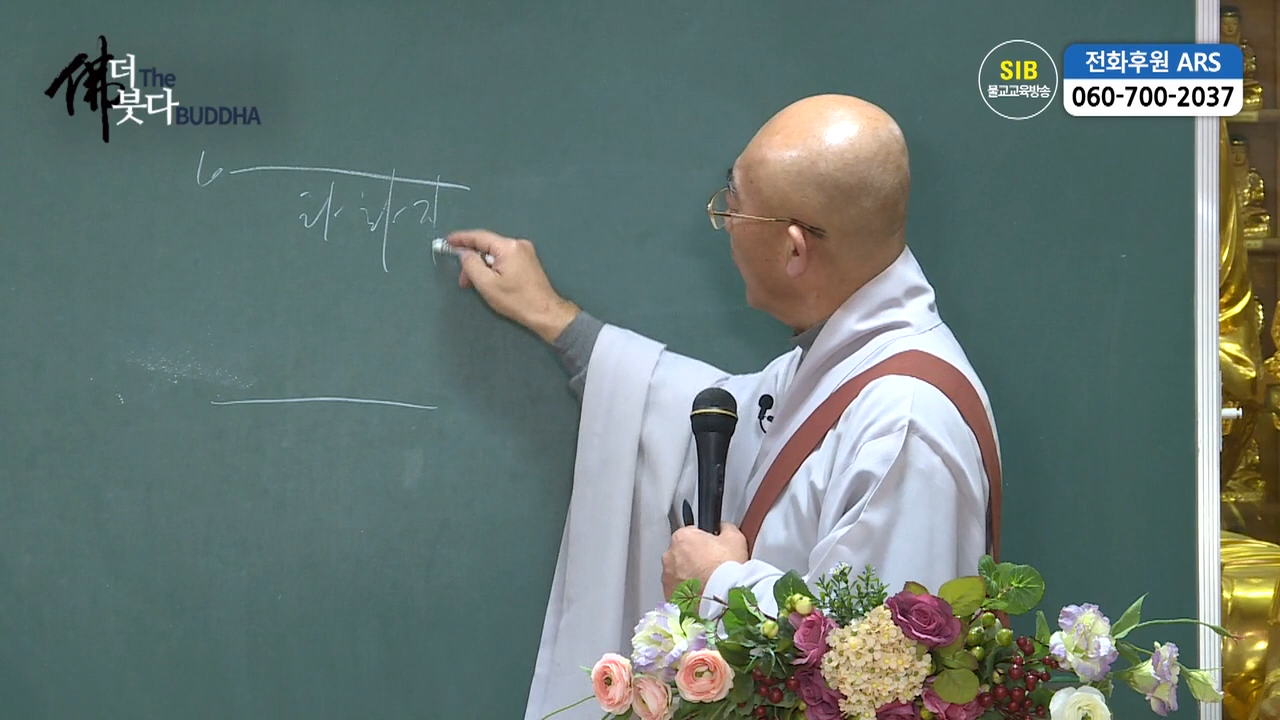 佛
더
The
붓다
BUDDHA
SIB
불교교육방송
전화후원 ARS
060-700-2037